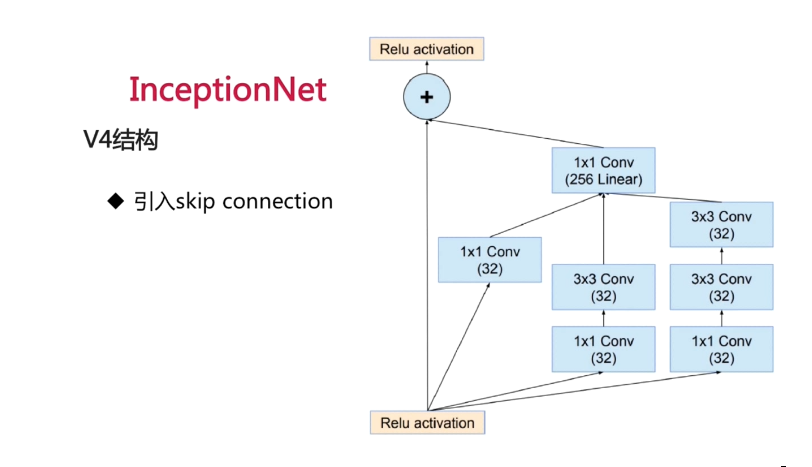 InceptionNet
V4结构
◆ 引入skip connection
Relu activation
+
1x1 Conv
(256 Linear)
3x3 Conv
(32)
1x1 Conv
(32)
3x3 Conv
(32)
3x3 Conv
(32)
1x1 Conv
(32)
1x1 Conv
(32)
Relu activation